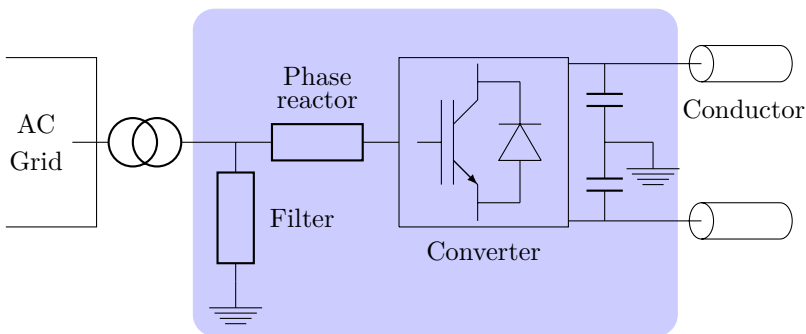 AC
Grid
Phase
reactor
Filter
Converter
Conductor